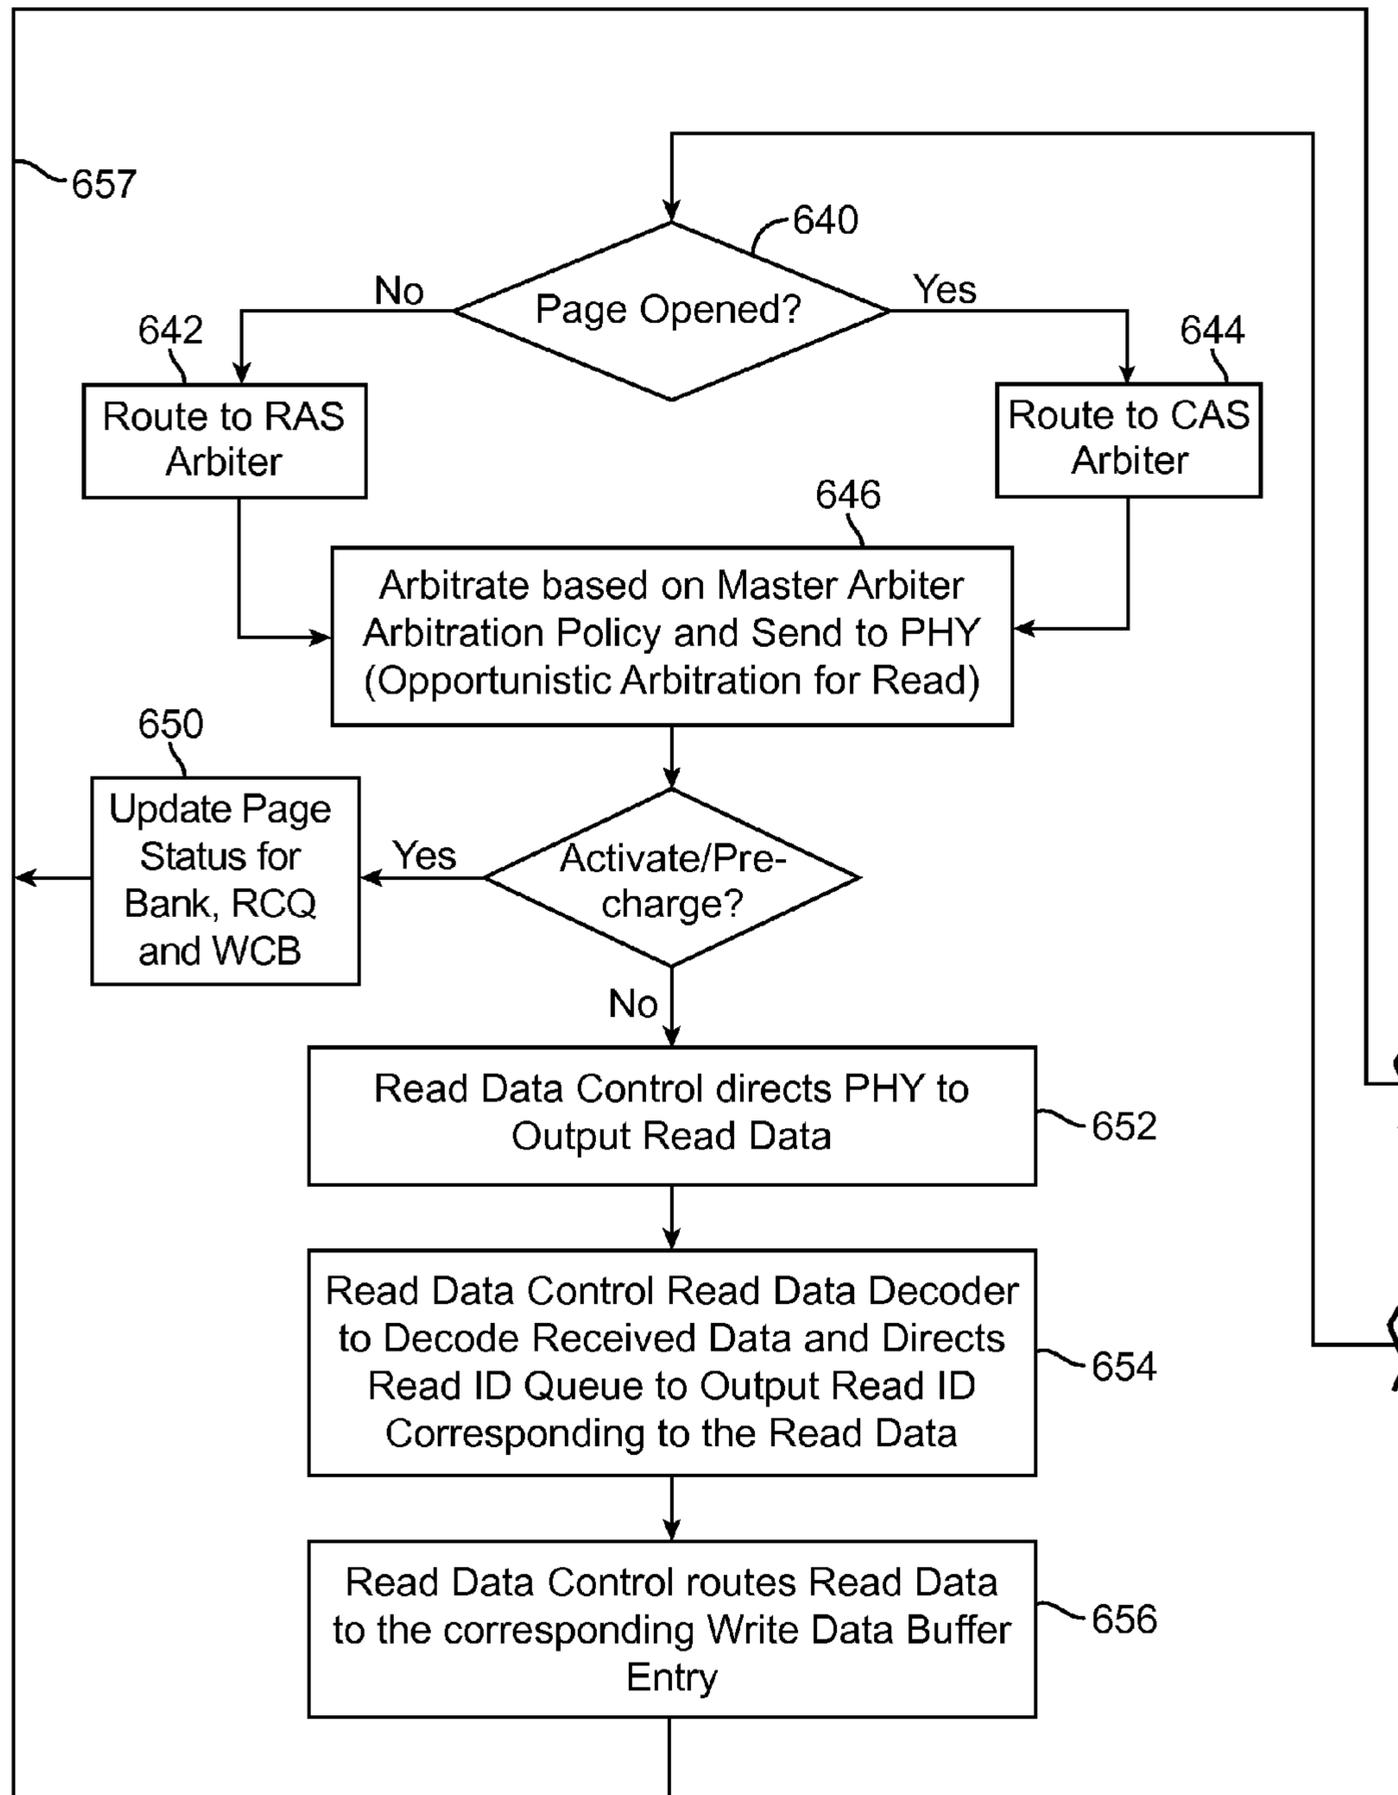 657
640
No
Page Opened?
Yes
642
644
Route to RAS
Arbiter
Route to CAS
Arbiter
646
Arbitrate based on Master Arbiter
Arbitration Policy and Send to PHY
(Opportunistic Arbitration for Read)
650
Update Page
Status for
Bank, RCQ
and WCB
Yes
Activate/Pre-
charge?
No
Read Data Control directs PHY to
Output Read Data
652
Read Data Control Read Data Decoder
to Decode Received Data and Directs
Read ID Queue to Output Read ID
Corresponding to the Read Data
654
Read Data Control routes Read Data
to the corresponding Write Data Buffer
Entry
656